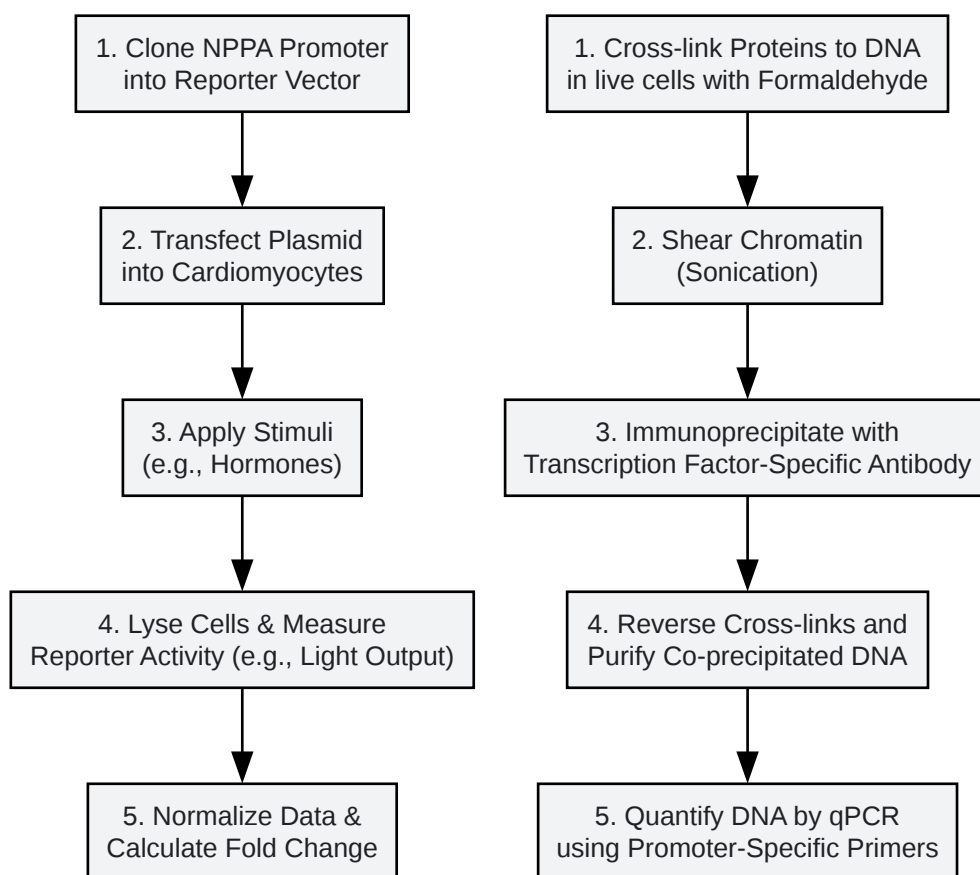 1. Clone NPPA Promoter
into Reporter Vector
2. Transfect Plasmid
into Cardiomyocytes
3. Apply Stimuli
(e.g., Hormones)
4. Lyse Cells & Measure
Reporter Activity (e.g., Light Output)
5. Normalize Data &
Calculate Fold Change
1. Cross-link Proteins to DNA
in live cells with Formaldehyde
2. Shear Chromatin
(Sonication)
3. Immunoprecipitate with
Transcription Factor-Specific Antibody
4. Reverse Cross-links and
Purify Co-precipitated DNA
5. Quantify DNA by qPCR
using Promoter-Specific Primers